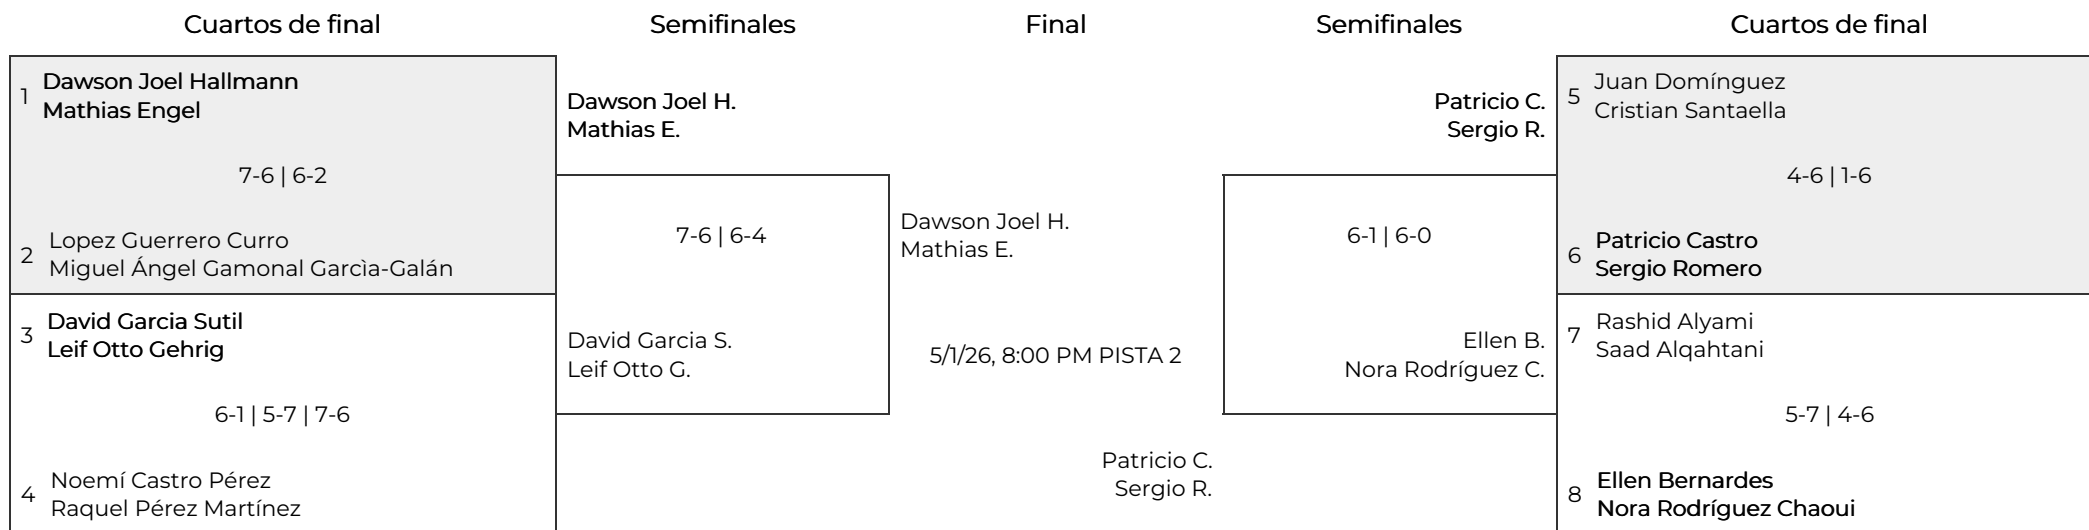 Cuartos de final
Semifinales
Final
Semifinales
Cuartos de final
1
Dawson Joel Hallmann
Mathias Engel
7-6 | 6-2
2
Lopez Guerrero Curro
Miguel Ángel Gamonal Garcìa-Galán
3
David Garcia Sutil
Leif Otto Gehrig
6-1 | 5-7 | 7-6
4
Noemí Castro Pérez
Raquel Pérez Martínez
Dawson Joel H.
Mathias E.
7-6 | 6-4
David Garcia S.
Leif Otto G.
Dawson Joel H.
Mathias E.
5/1/26, 8:00 PM PISTA 2
Patricio C.
Sergio R.
Patricio C.
Sergio R.
6-1 | 6-0
Ellen B.
Nora Rodríguez C.
5
Juan Domínguez
Cristian Santaella
4-6 | 1-6
6
Patricio Castro
Sergio Romero
7
Rashid Alyami
Saad Alqahtani
5-7 | 4-6
8
Ellen Bernardes
Nora Rodríguez Chaoui